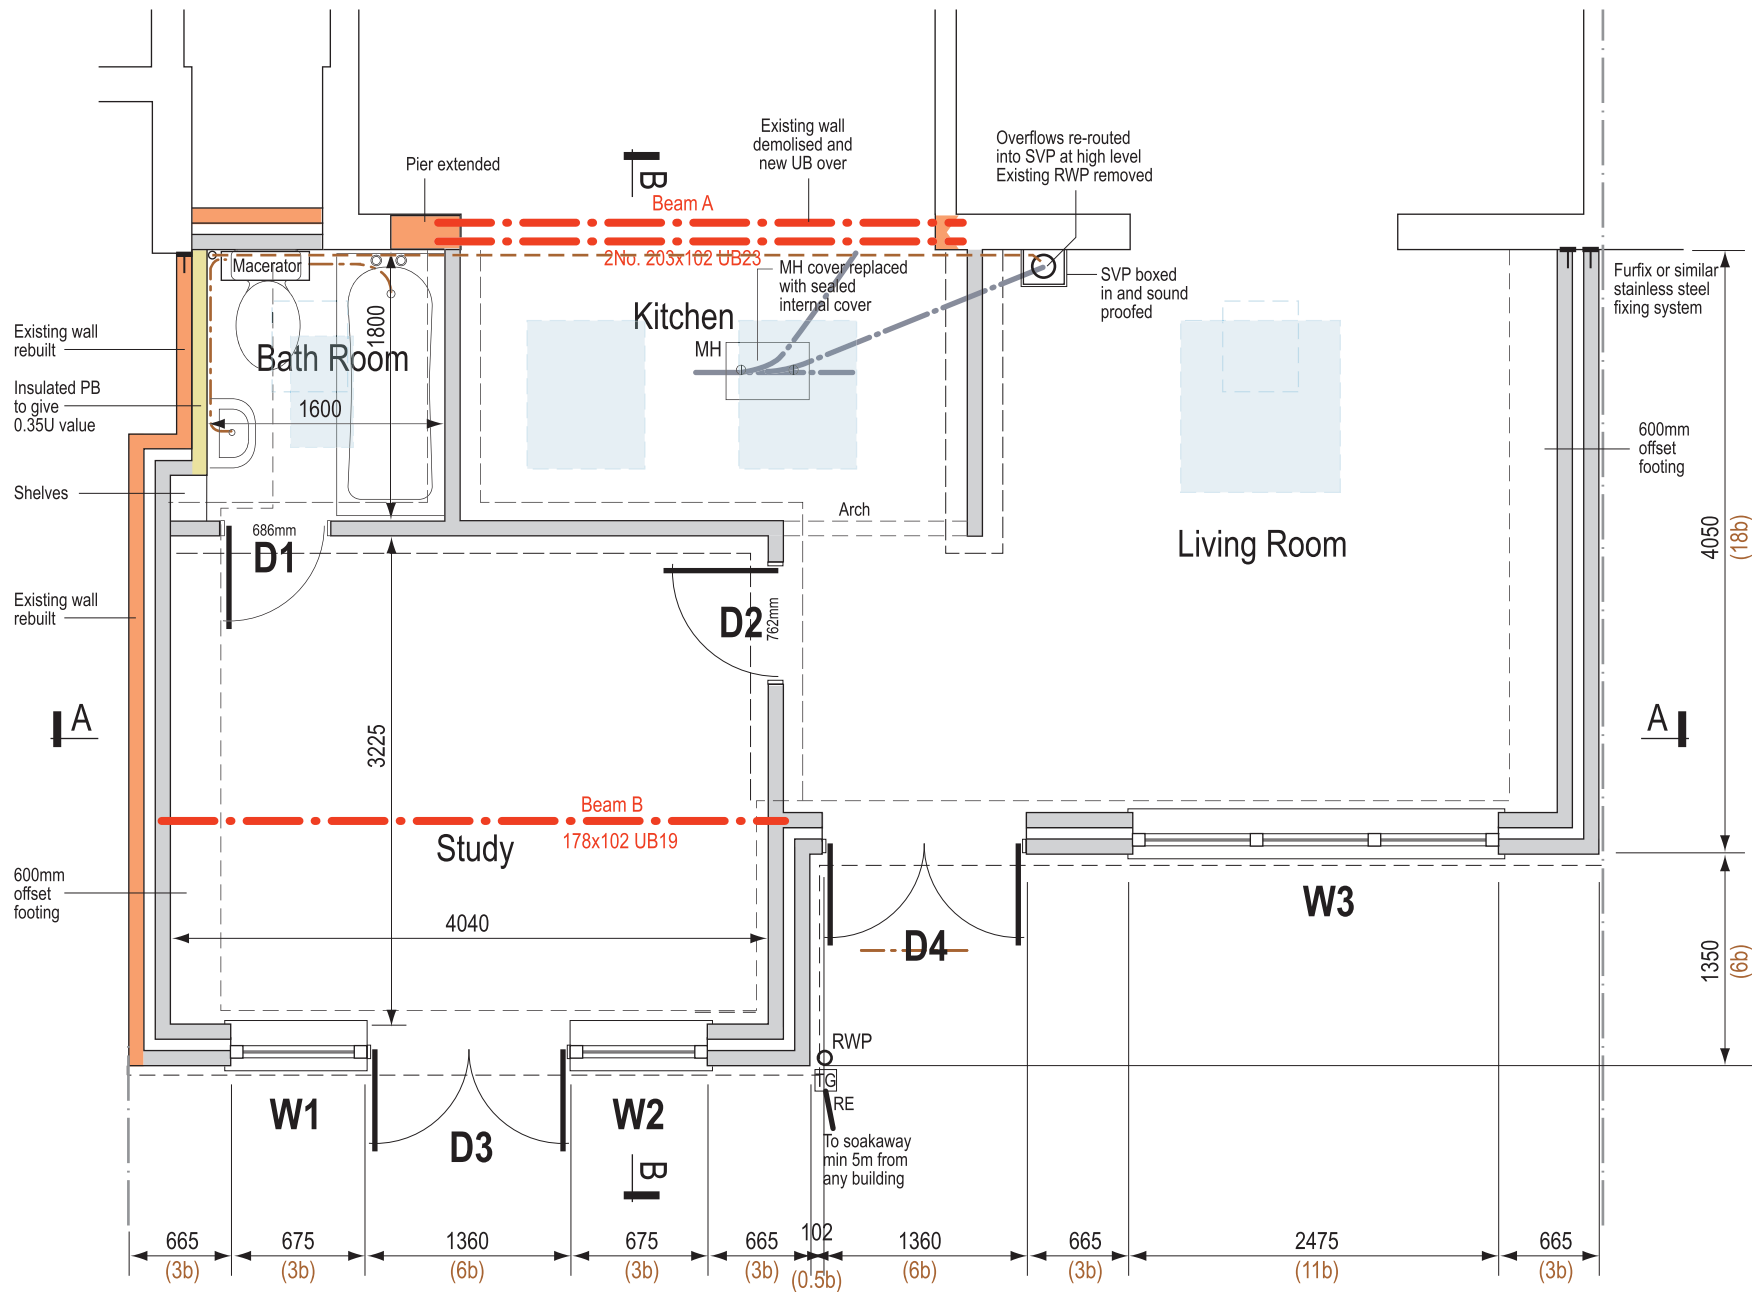 Existing wall
demolised and
new UB over
Overflows re-routed
into SVP at high level
Existing RWP removed
Pier extended
B
Beam A
2No. 203x102 UB23
Macerator
MH cover replaced
with sealed
internal cover
SVP boxed
in and sound
proofed
Furfix or similar
stainless steel
fixing system
Kitchen
1800
Existing wall
rebuilt
MH
Bath Room
Insulated PB
to give
0.35U value
1600
600mm
offset
footing
Shelves
Arch
686mm
D1
Living Room
4050
(18b)
Existing wall
rebuilt
D2
762mm
A
A
3225
Beam B
178x102 UB19
Study
600mm
offset
footing
W3
4040
D4
1350
(6b)
RWP
TG
RE
W1
W2
D3
To soakaway
min 5m from
any building
B
665
675
1360
675
665
102
1360
665
2475
665
(3b)
(3b)
(6b)
(3b)
(3b)
(0.5b)
(6b)
(3b)
(11b)
(3b)